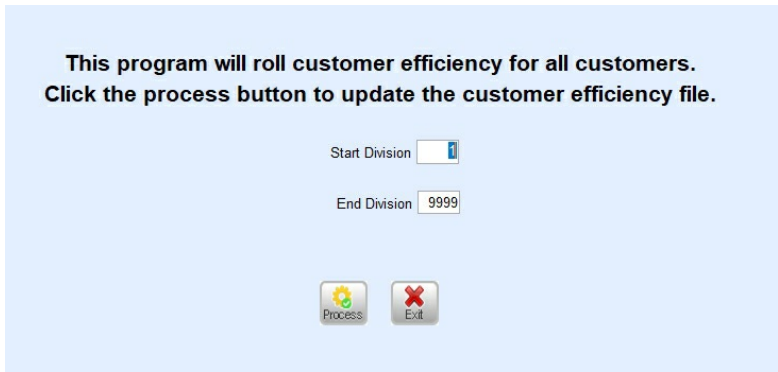 This program will roll customer efficiency for all customers.
Click the process button to update the customer efficiency file.
Start Division 1
End Division 9999
Process Exit